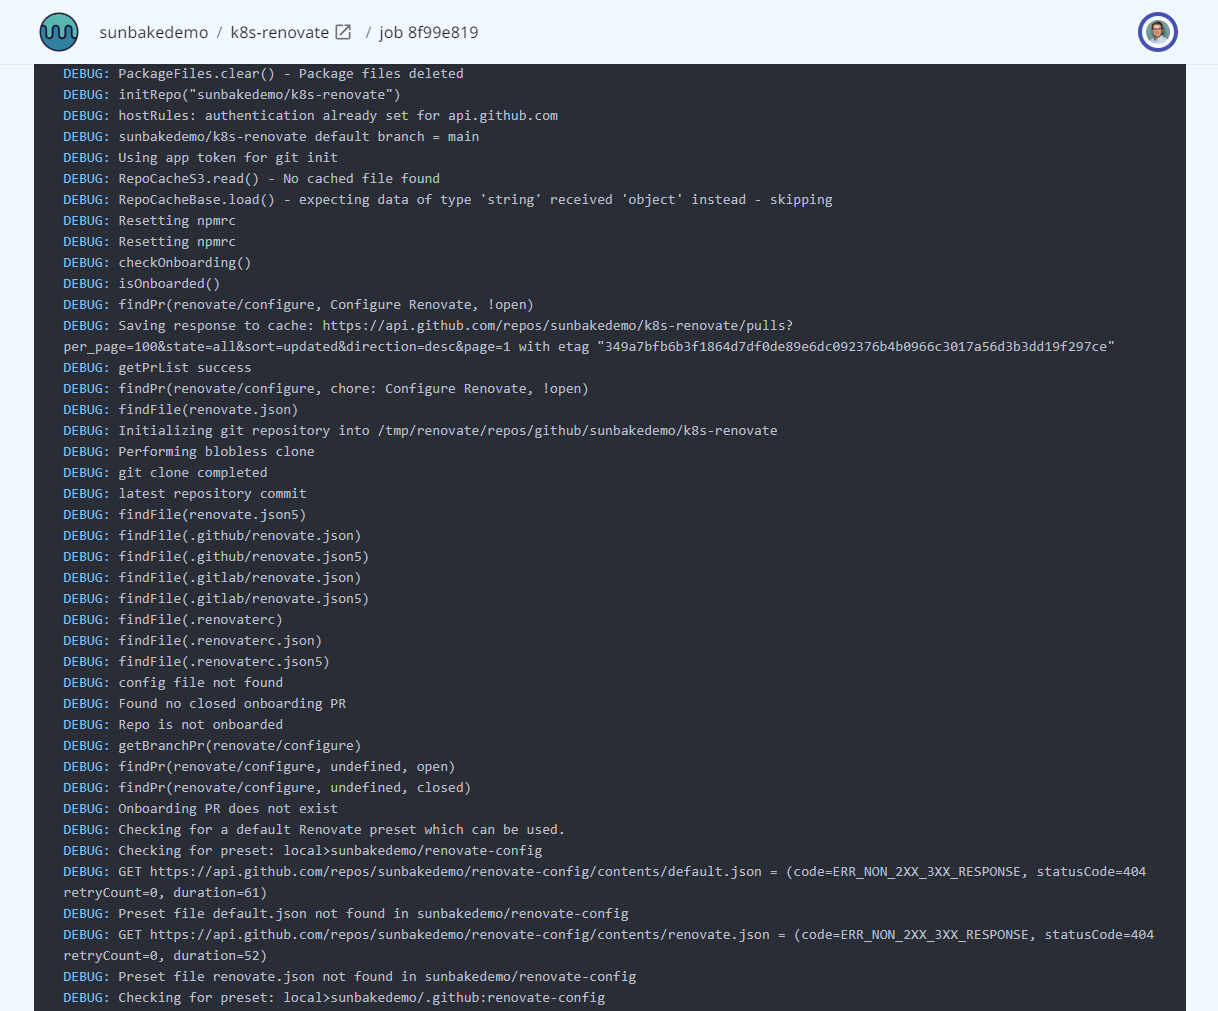 sunbakedemo / k8s-renovate / job 8f99e819
DEBUG: PackageFiles.clear() - Package files deleted
DEBUG: initRepo("sunbakedemo/k8s-renovate")
DEBUG: hostRules: authentication already set for api.github.com
DEBUG: sunbakedemo/k8s-renovate default branch = main
DEBUG: Using app token for git init
DEBUG: RepoCacheS3.read() - No cached file found
DEBUG: RepoCacheBase.load() - expecting data of type 'string' received 'object' instead - skipping
DEBUG: Resetting npmrc
DEBUG: Resetting npmrc
DEBUG: checkOnboarding()
DEBUG: isOnboarded()
DEBUG: findPr(renovate/configure, Configure Renovate, !open)
DEBUG: Saving response to cache: https://api.github.com/repos/sunbakedemo/k8s-renovate/pulls?
per_page=100&state=all&sort=updated&direction=desc&page=1 with etag "349a7bfb6b3f1864d7df0de89e6dc092376b4b0966c3017a56d3b3dd19f297ce"
DEBUG: getPrList success
DEBUG: findPr(renovate/configure, chore: Configure Renovate, !open)
DEBUG: findFile(renovate.json)
DEBUG: Initializing git repository into /tmp/renovate/repos/github/sunbakedemo/k8s-renovate
DEBUG: Performing blobless clone
DEBUG: git clone completed
DEBUG: latest repository commit
DEBUG: findFile(renovate.json5)
DEBUG: findFile(.github/renovate.json)
DEBUG: findFile(.github/renovate.json5)
DEBUG: findFile(.gitlab/renovate.json)
DEBUG: findFile(.gitlab/renovate.json5)
DEBUG: findFile(.renovaterc)
DEBUG: findFile(.renovaterc.json)
DEBUG: findFile(.renovaterc.json5)
DEBUG: config file not found
DEBUG: Found no closed onboarding PR
DEBUG: Repo is not onboarded
DEBUG: getBranchPr(renovate/configure)
DEBUG: findPr(renovate/configure, undefined, open)
DEBUG: findPr(renovate/configure, undefined, closed)
DEBUG: Onboarding PR does not exist
DEBUG: Checking for a default Renovate preset which can be used.
DEBUG: Checking for preset: local>sunbakedemo/renovate-config
DEBUG: GET https://api.github.com/repos/sunbakedemo/renovate-config/contents/default.json = (code=ERR_NON_2XX_3XX_RESPONSE, statusCode=404
retryCount=0, duration=61)
DEBUG: Preset file default.json not found in sunbakedemo/renovate-config
DEBUG: GET https://api.github.com/repos/sunbakedemo/renovate-config/contents/renovate.json = (code=ERR_NON_2XX_3XX_RESPONSE, statusCode=404
retryCount=0, duration=52)
DEBUG: Preset file renovate.json not found in sunbakedemo/renovate-config
DEBUG: Checking for preset: local>sunbakedemo/.github:renovate-config